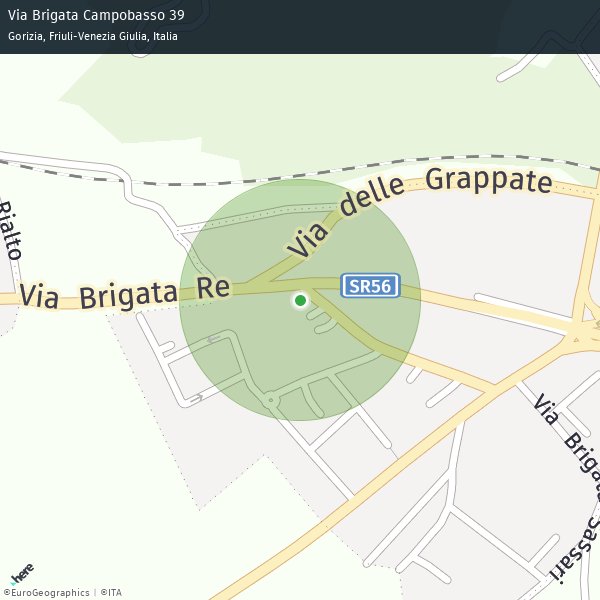 Via Brigata Campobasso 39
Gorizia, Friuli-Venezia Giulia, Italia
Via delle Grappate
Rialto
Via Brigata Re
SR56
Via Brigata Sassari
here
©EuroGeographics | ©ITA